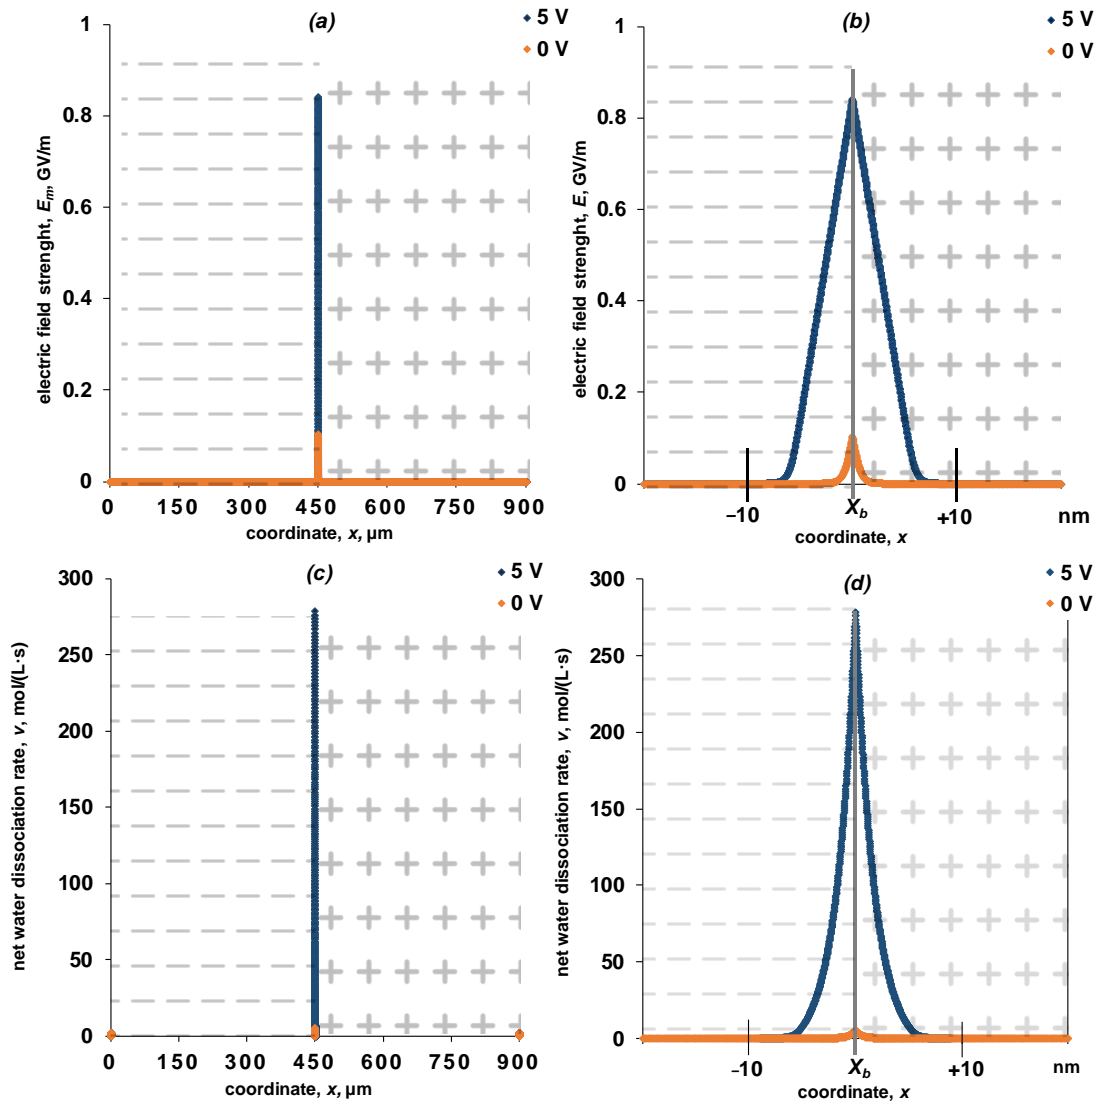 (a)
5 V
0 V
1
0.8
0.6
0.4
0.2
0
electric field strenght, Em, GV/m
0 150 300 450 600 750 900
coordinate, x, µm
(b)
5 V
0 V
1
0.8
0.6
0.4
0.2
0
electric field strenght, E, GV/m
–10 Xb +10 nm
coordinate, x
(c)
5 V
0 V
300
250
200
150
100
50
0
net water dissociation rate, v, mol/(L·s)
0 150 300 450 600 750 900
coordinate, x, µm
(d)
5 V
0 V
300
250
200
150
100
50
0
net water dissociation rate, v, mol/(L·s)
–10 Xb +10 nm
coordinate, x